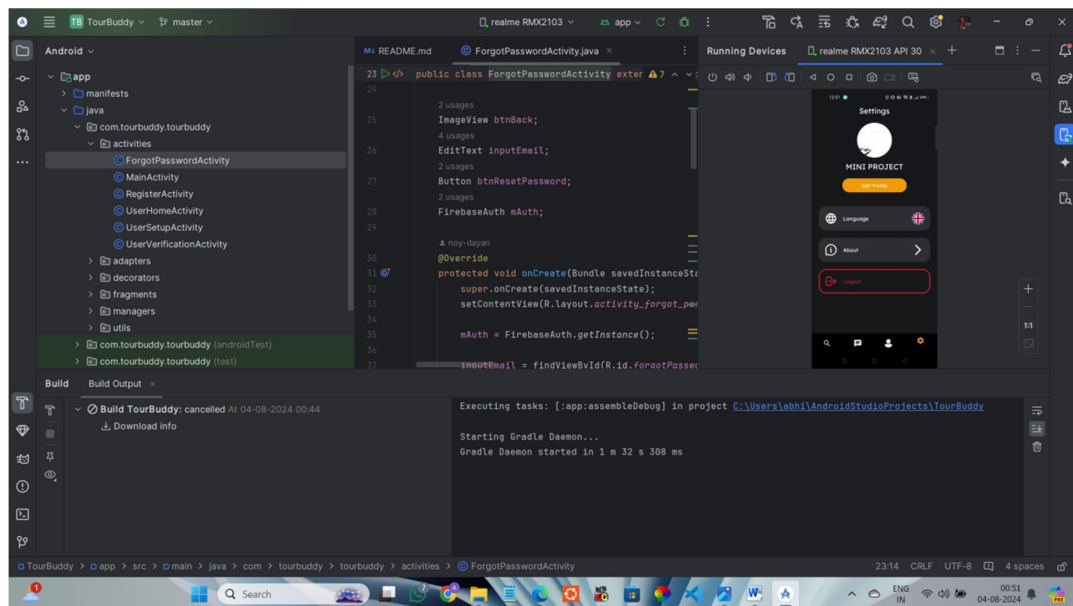 TB TourBuddy master realme RMX2103 app
Android
app
manifests
java
com.tourbuddy.tourbuddy
activities
ForgotPasswordActivity
MainActivity
RegisterActivity
UserHomeActivity
UserSetupActivity
UserVerificationActivity
adapters
decorators
fragments
managers
utils
com.tourbuddy.tourbuddy (androidTest)
com.tourbuddy.tourbuddy (test)
README.md ForgotPasswordActivity.java
23 public class ForgotPasswordActivity exter 7
24
2 usages
25 ImageView btnBack;
4 usages
26 EditText inputEmail;
2 usages
27 Button btnResetPassword;
2 usages
28 FirebaseAuth mAuth;
29
noy-dayan
30 @Override
31 protected void onCreate(Bundle savedInstanceSta
32 super.onCreate(savedInstanceState);
33 setContentView(R.layout.activity_forgot_pas
34
35 mAuth = FirebaseAuth.getInstance();
36
37 inputEmail = findViewById(R.id.forgotPassw
Running Devices realme RMX2103 API 30
12:51
Settings
MINI PROJECT
Edit Profile
Language
About
Logout
1:1
Build Build Output
Build TourBuddy: cancelled At 04-08-2024 00:44
Download info
Executing tasks: [:app:assembleDebug] in project C:\Users\abhi\AndroidStudioProjects\TourBuddy
Starting Gradle Daemon...
Gradle Daemon started in 1 m 32 s 308 ms
TourBuddy > app > src > main > java > com > tourbuddy > tourbuddy > activities > ForgotPasswordActivity 23:14 CRLF UTF-8 4 spaces
1 Search ENG IN 00:51 04-08-2024